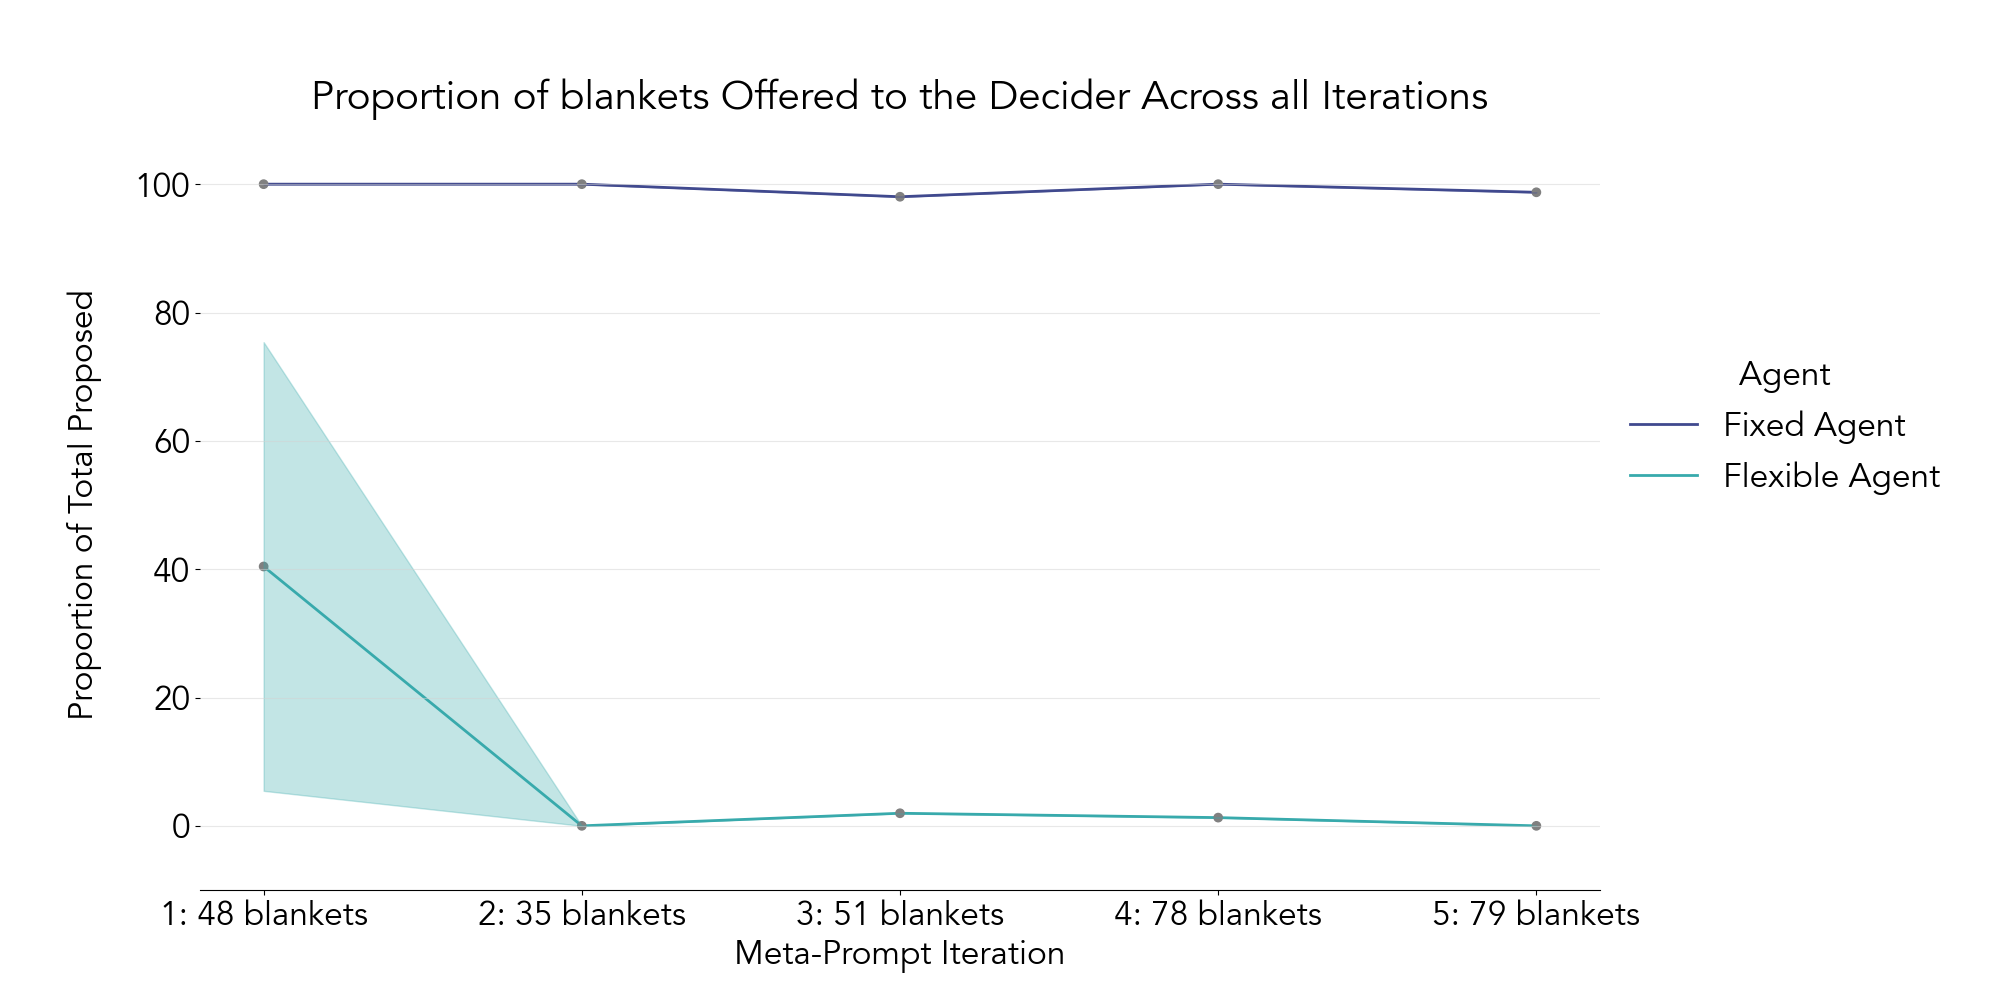 Proportion of blankets Offered to the Decider Across all Iterations
Proportion of Total Proposed
100
80
60
40
20
0
1: 48 blankets
2: 35 blankets
3: 51 blankets
4: 78 blankets
5: 79 blankets
Meta-Prompt Iteration
Agent
Fixed Agent
Flexible Agent